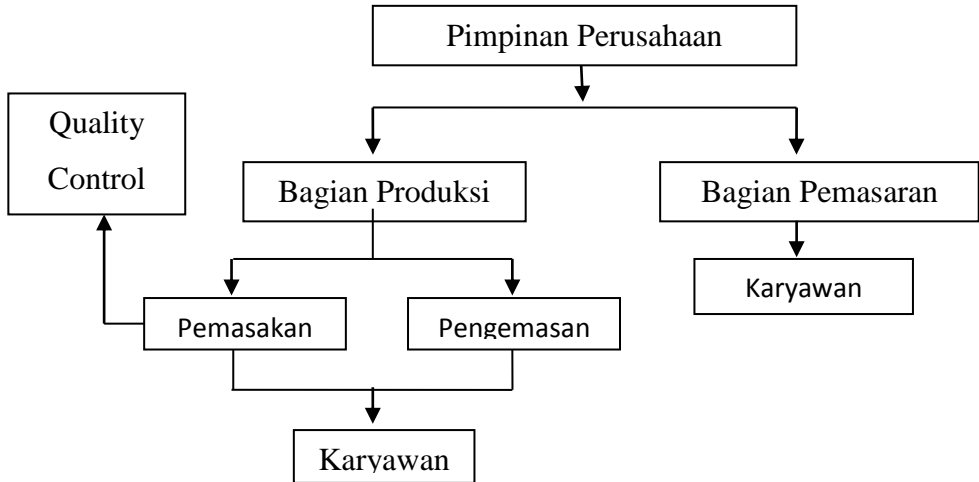 Pimpinan Perusahaan
Quality
Control
Bagian Produksi
Bagian Pemasaran
Karyawan
Pemasakan
Pengemasan
Karyawan